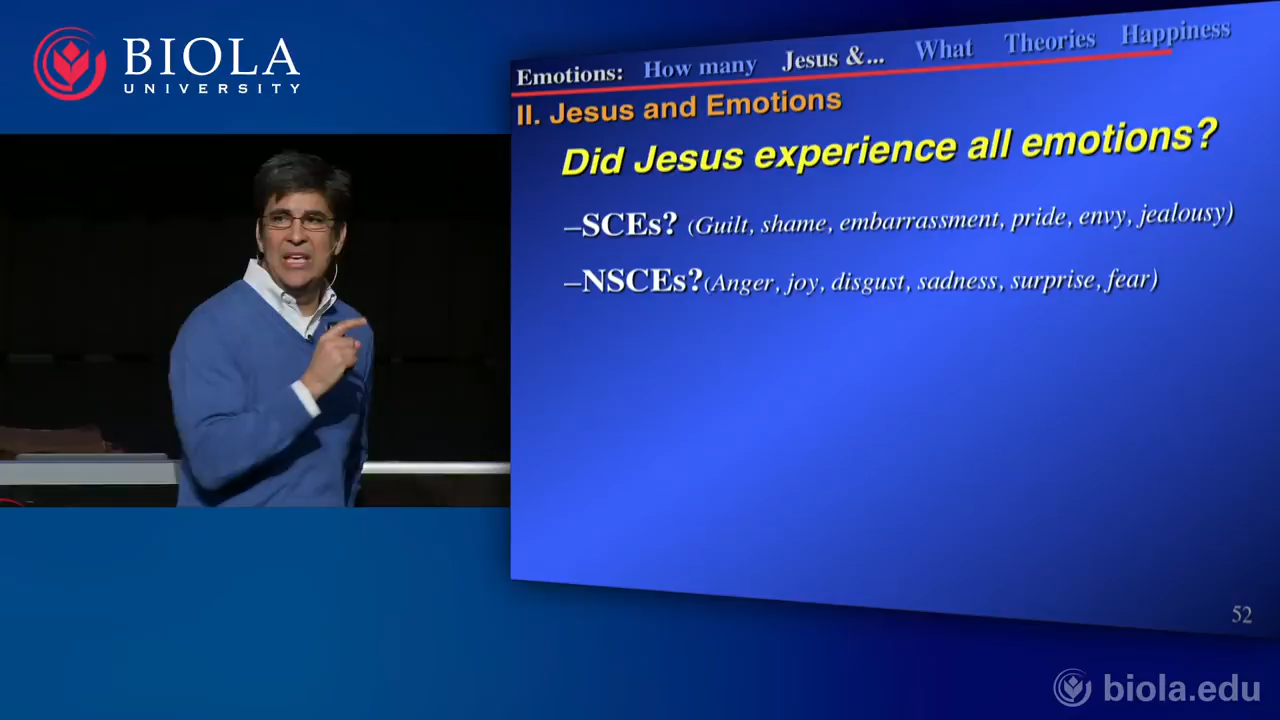 BIOLA
UNIVERSITY
Emotions: How many Jesus &... What Theories Happiness
II. Jesus and Emotions
Did Jesus experience all emotions?
–SCEs? (Guilt, shame, embarrassment, pride, envy, jealousy)
–NSCEs?(Anger, joy, disgust, sadness, surprise, fear)
52
biola.edu